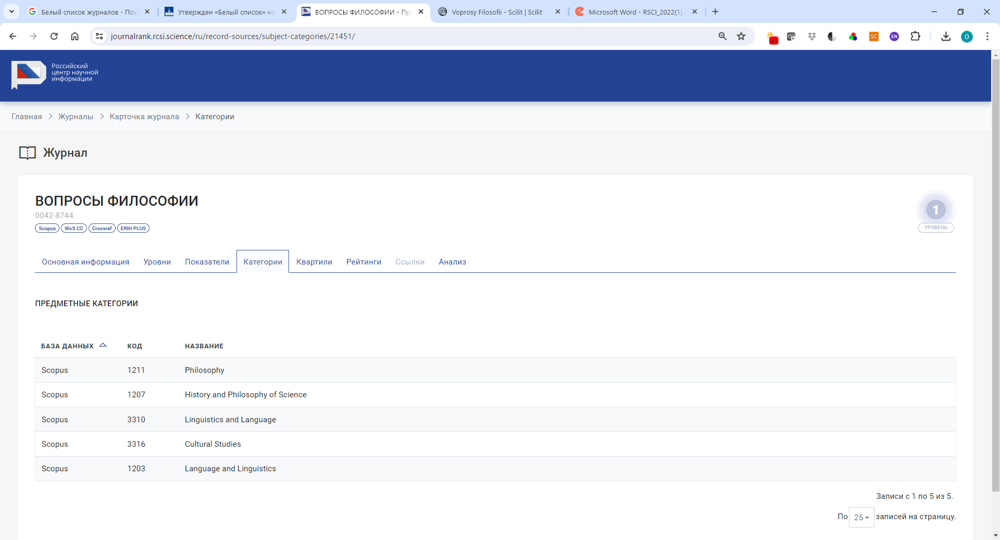 Белый список журналов - Пои
Утвержден «Белый список» на
ВОПРОСЫ ФИЛОСОФИИ - Пр
Voprosy Filosofii - Scilit | Scilit
Microsoft Word - RSCI_2022(1).
journalrank.rcsi.science/ru/record-sources/subject-categories/21451/
+1
SC
EN
O
Российский
центр научной
информации
Главная
Журналы
Карточка журнала
Категории
Журнал
ВОПРОСЫ ФИЛОСОФИИ
0042-8744
Scopus
WoS CC
Crossref
ERIH PLUS
1
УРОВЕНЬ
Основная информация
Уровни
Показатели
Категории
Квартили
Рейтинги
Ссылки
Анализ
ПРЕДМЕТНЫЕ КАТЕГОРИИ
БАЗА ДАННЫХ КОД НАЗВАНИЕ
Scopus 1211 Philosophy
Scopus 1207 History and Philosophy of Science
Scopus 3310 Linguistics and Language
Scopus 3316 Cultural Studies
Scopus 1203 Language and Linguistics
Записи с 1 по 5 из 5.
По 25 записей на страницу.